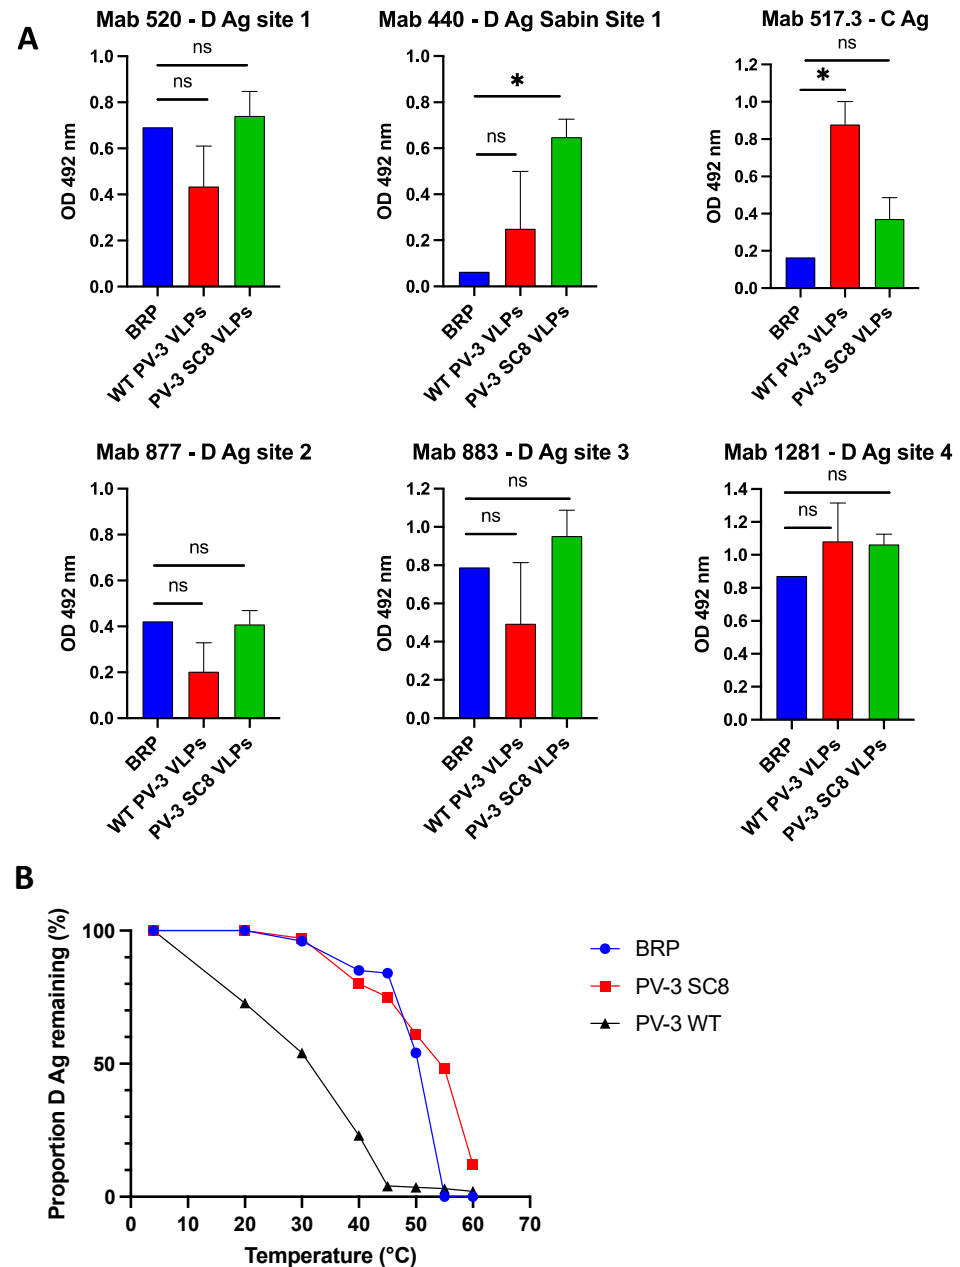 A
Mab 520 - D Ag site 1
ns
ns
OD 492 nm
1.0
0.8
0.6
0.4
0.2
0.0
BRP
WT PV-3 VLPs
PV-3 SC8 VLPs
Mab 440 - D Ag Sabin Site 1
*
ns
OD 492 nm
1.0
0.8
0.6
0.4
0.2
0.0
BRP
WT PV-3 VLPs
PV-3 SC8 VLPs
Mab 517.3 - C Ag
ns
*
OD 492 nm
1.2
1.0
0.8
0.6
0.4
0.2
0.0
BRP
WT PV-3 VLPs
PV-3 SC8 VLPs
Mab 877 - D Ag site 2
ns
ns
OD 492 nm
1.0
0.8
0.6
0.4
0.2
0.0
BRP
WT PV-3 VLPs
PV-3 SC8 VLPs
Mab 883 - D Ag site 3
ns
ns
OD 492 nm
1.2
1.0
0.8
0.6
0.4
0.2
0.0
BRP
WT PV-3 VLPs
PV-3 SC8 VLPs
Mab 1281 - D Ag site 4
ns
ns
OD 492 nm
1.4
1.2
1.0
0.8
0.6
0.4
0.2
0.0
BRP
WT PV-3 VLPs
PV-3 SC8 VLPs
B
Proportion D Ag remaining (%)
100
50
0
0 10 20 30 40 50 60 70
Temperature (°C)
BRP
PV-3 SC8
PV-3 WT